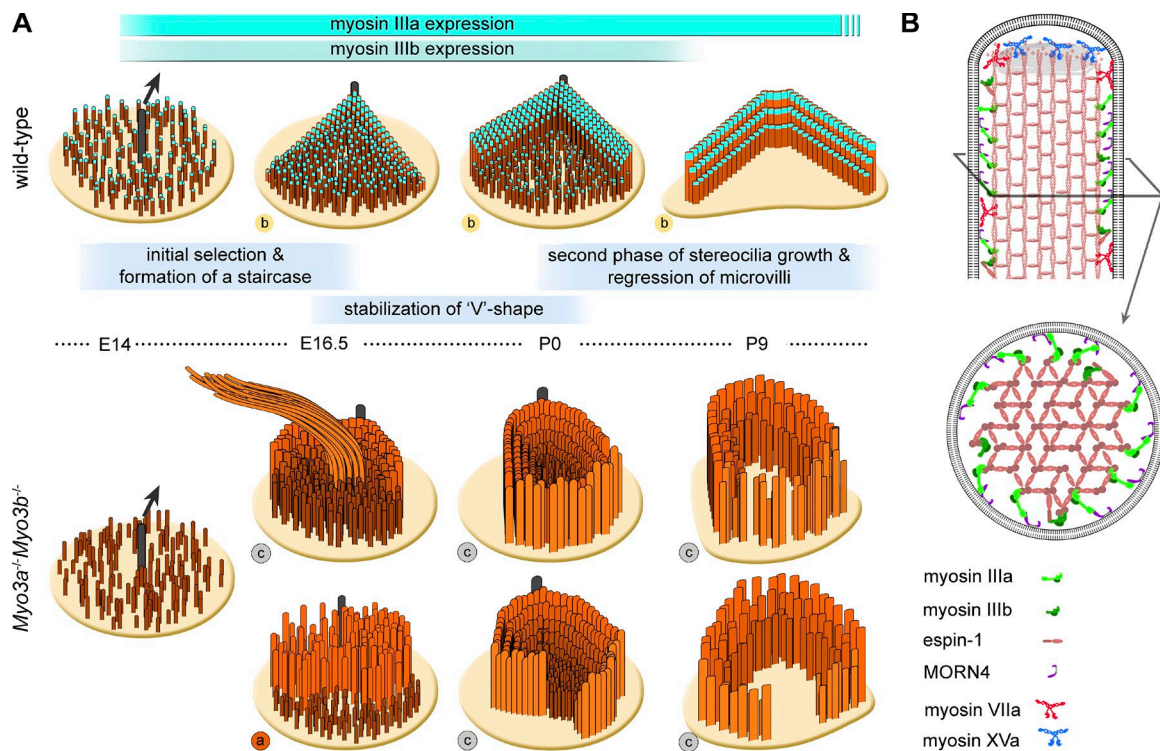 A
myosin IIIa expression
myosin IIIb expression
B
wild-type
b
b
b
initial selection &
formation of a staircase
second phase of stereocilia growth &
regression of microvilli
stabilization of 'V'-shape
E14
E16.5
P0
P9
Myo3a-/-Myo3b-/-
c
c
c
a
c
c
myosin IIIa
myosin IIIb
espin-1
MORN4
myosin VIIa
myosin XVa